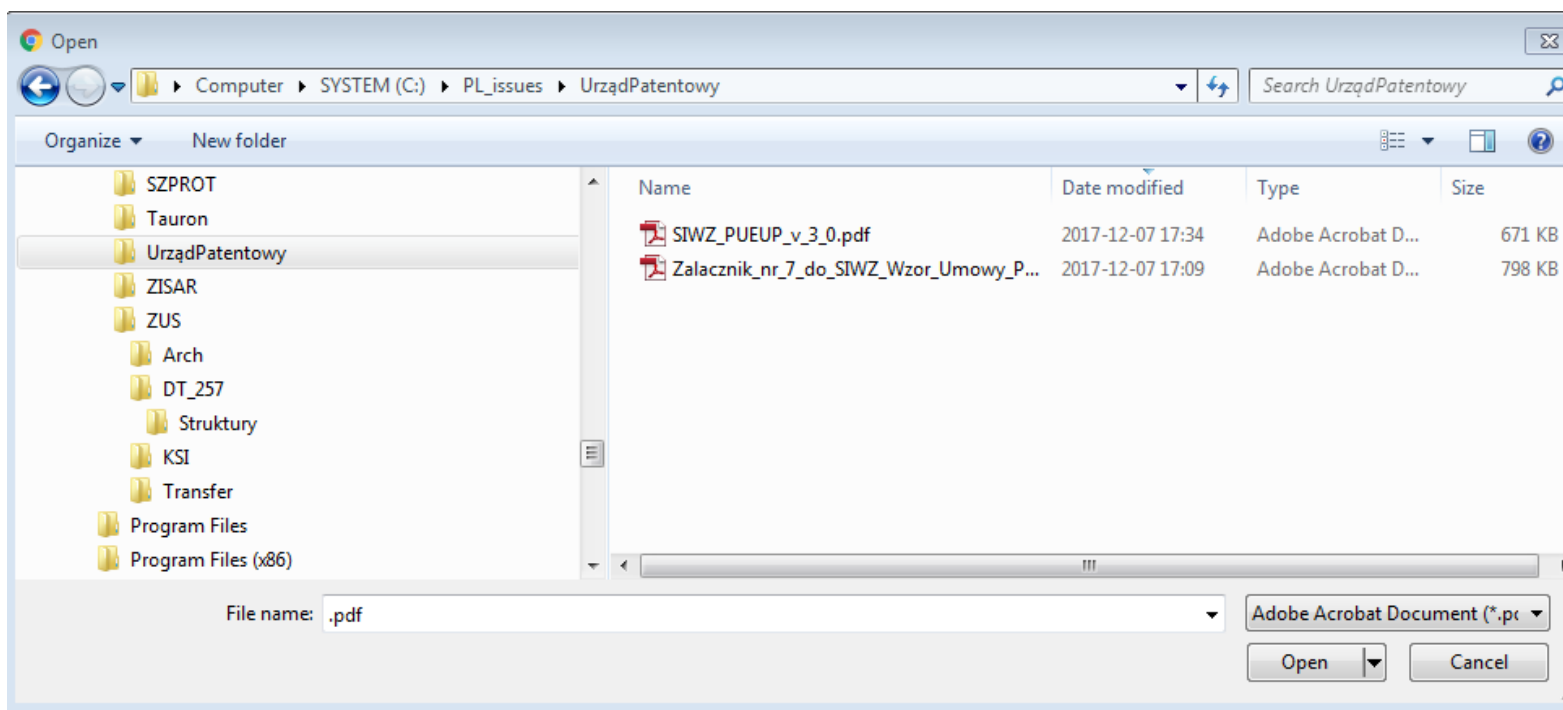 Open
Computer SYSTEM (C:) PL_issues UrządPatentowy Search UrządPatentowy
Organize New folder
SZPROT
Tauron
UrządPatentowy
ZISAR
ZUS
Arch
DT_257
Struktury
KSI
Transfer
Program Files
Program Files (x86)
Name Date modified Type Size
SIWZ_PUEUP_v_3_0.pdf 2017-12-07 17:34 Adobe Acrobat D... 671 KB
Zalacznik_nr_7_do_SIWZ_Wzor_Umowy_P... 2017-12-07 17:09 Adobe Acrobat D... 798 KB
File name: .pdf Adobe Acrobat Document (*.pd
Open Cancel